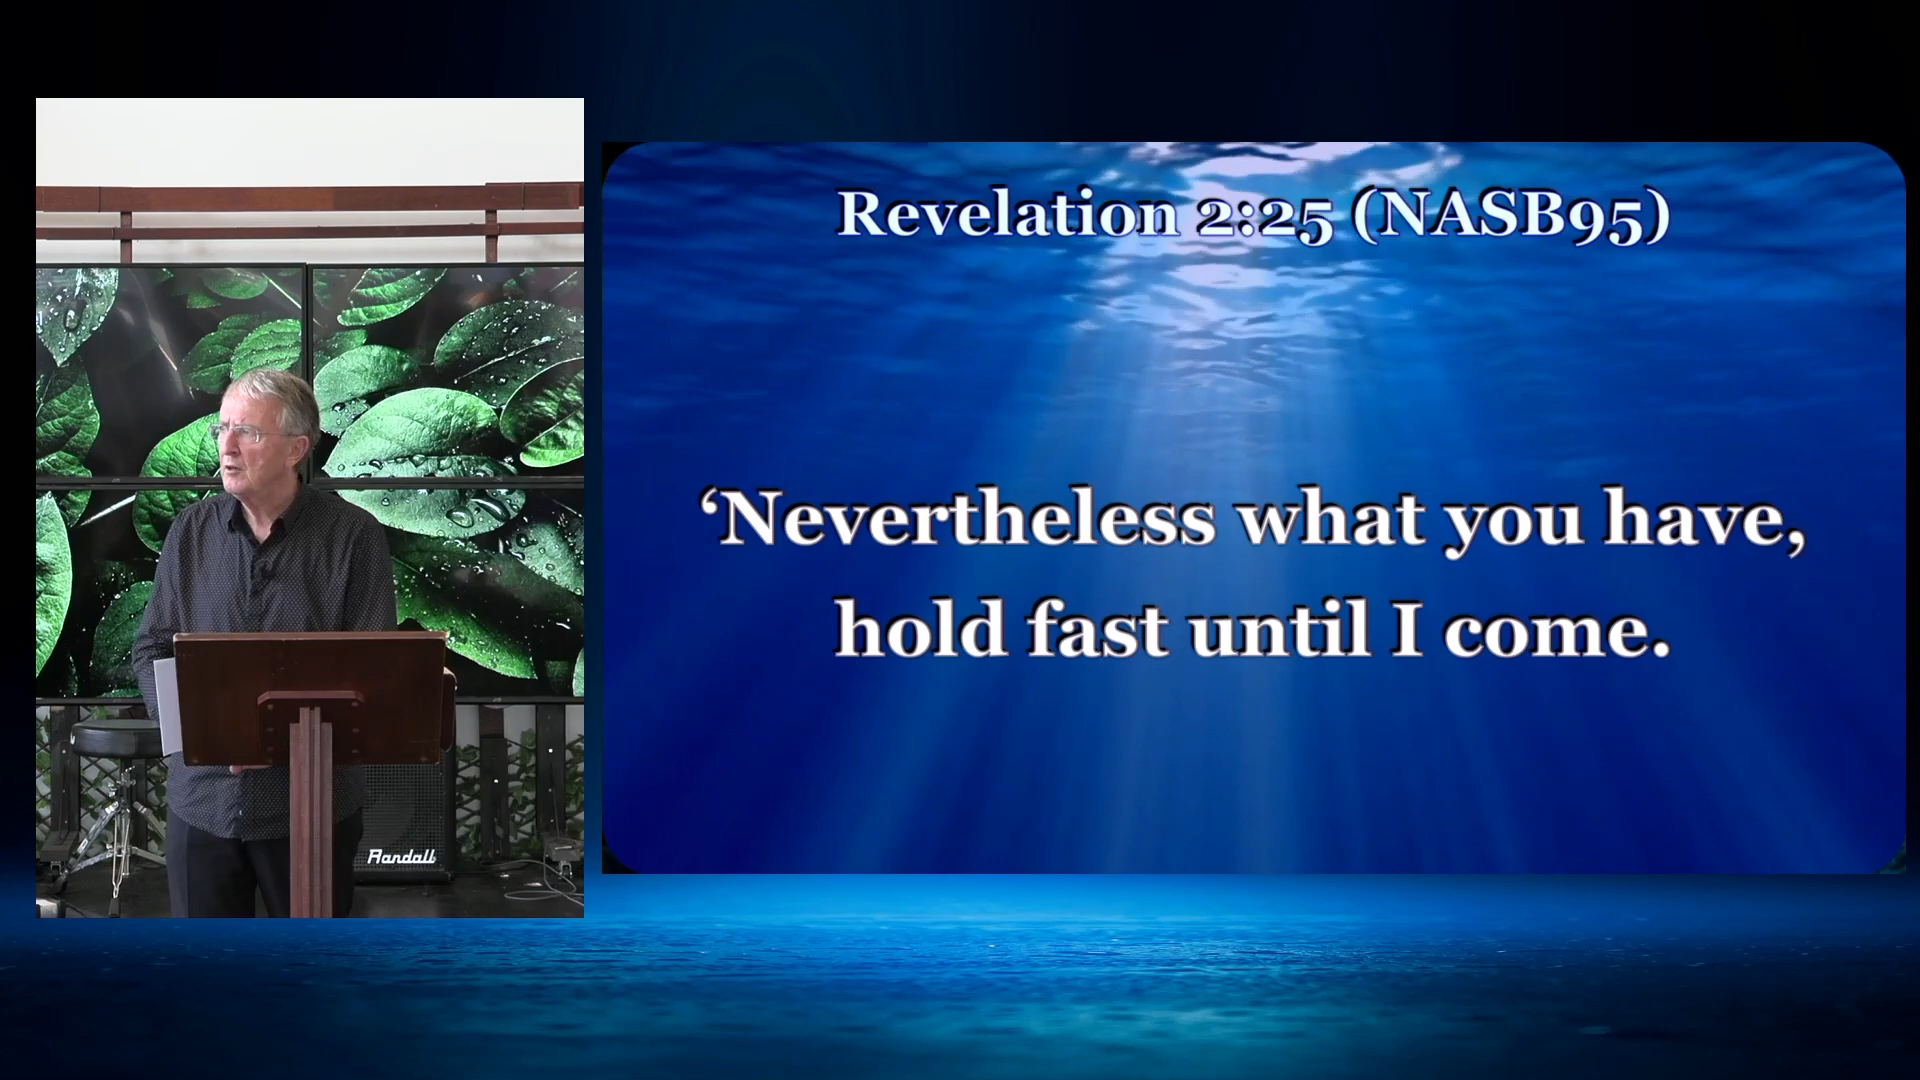 Revelation 2:25 (NASB95)
‘Nevertheless what you have,
hold fast until I come.
Randall